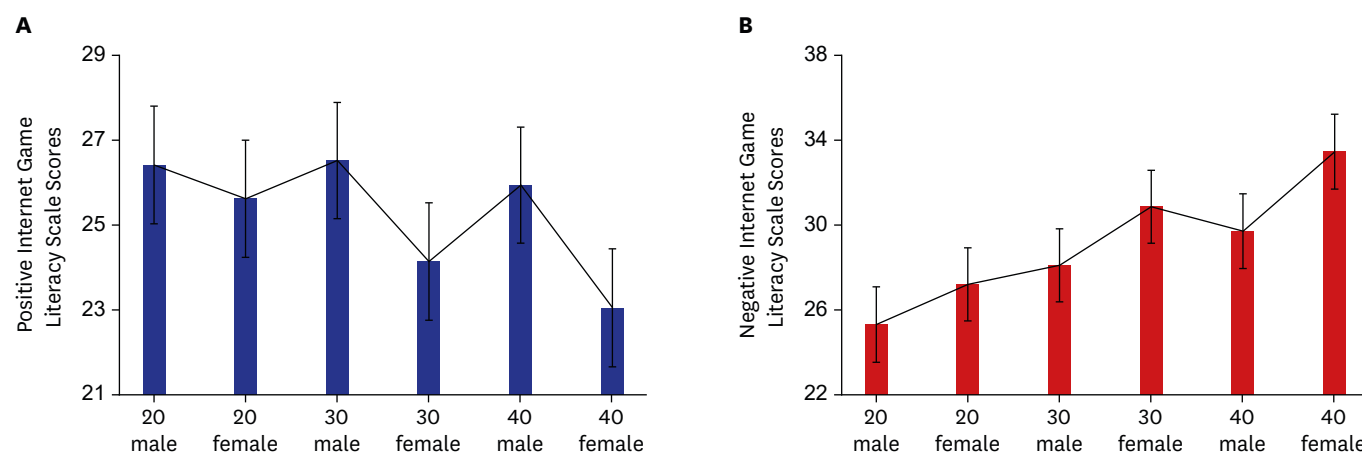 A
Positive Internet Game
Literacy Scale Scores
29
27
25
23
21
20 male
20 female
30 male
30 female
40 male
40 female
B
Negative Internet Game
Literacy Scale Scores
38
34
30
26
22
20 male
20 female
30 male
30 female
40 male
40 female